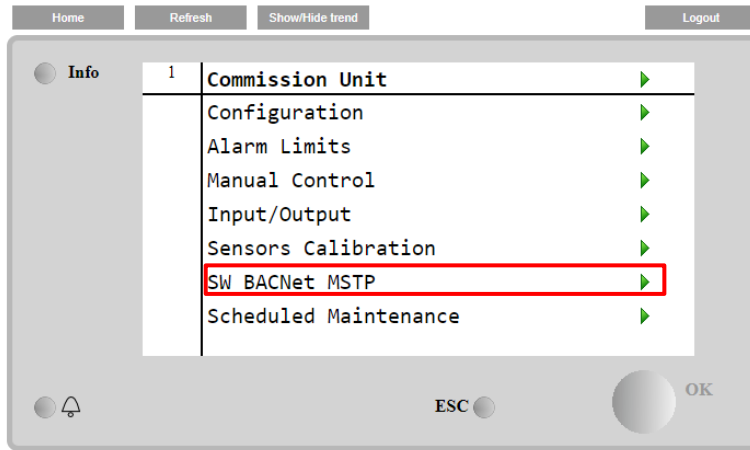 Home Refresh Show/Hide trend Logout
Info
1 Commission Unit
Configuration
Alarm Limits
Manual Control
Input/Output
Sensors Calibration
SW BACNet MSTP
Scheduled Maintenance
OK
ESC